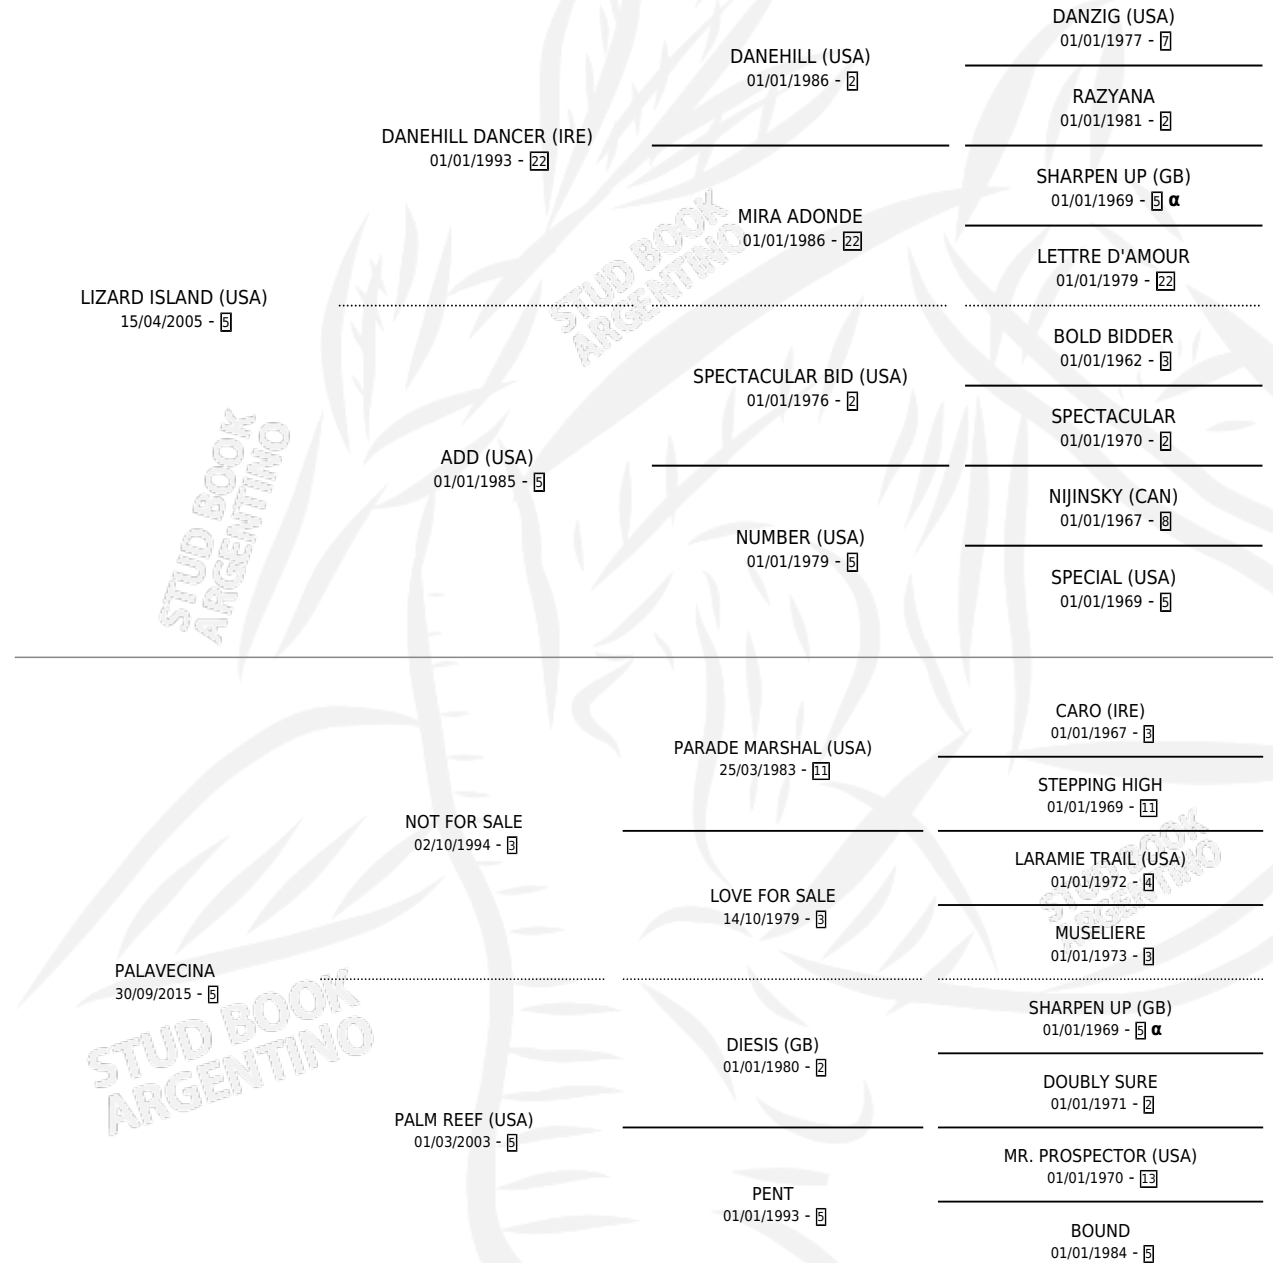 DANZIG (USA)
01/01/1977 - 7
DANEHILL (USA)
01/01/1986 - 2
RAZYANA
01/01/1981 - 2
DANEHILL DANCER (IRE)
01/01/1993 - 22
SHARPEN UP (GB)
01/01/1969 - 5 α
MIRA ADONDE
01/01/1986 - 22
LETTRE D'AMOUR
01/01/1979 - 22
LIZARD ISLAND (USA)
15/04/2005 - 5
BOLD BIDDER
01/01/1962 - 3
SPECTACULAR BID (USA)
01/01/1976 - 2
SPECTACULAR
01/01/1970 - 2
ADD (USA)
01/01/1985 - 5
NIJINSKY (CAN)
01/01/1967 - 8
NUMBER (USA)
01/01/1979 - 5
SPECIAL (USA)
01/01/1969 - 5
CARO (IRE)
01/01/1967 - 3
PARADE MARSHAL (USA)
25/03/1983 - 11
STEPPING HIGH
01/01/1969 - 11
NOT FOR SALE
02/10/1994 - 3
LARAMIE TRAIL (USA)
01/01/1972 - 4
LOVE FOR SALE
14/10/1979 - 3
MUSELIERE
01/01/1973 - 3
PALAVECINA
30/09/2015 - 5
SHARPEN UP (GB)
01/01/1969 - 5 α
DIESIS (GB)
01/01/1980 - 2
DOUBLY SURE
01/01/1971 - 2
PALM REEF (USA)
01/03/2003 - 5
MR. PROSPECTOR (USA)
01/01/1970 - 13
PENT
01/01/1993 - 5
BOUND
01/01/1984 - 5
STUD BOOK
ARGENTINO
STUD BOOK
ARGENTINO
STUD BOOK
ARGENTINO
STUD BOOK
ARGENTINO